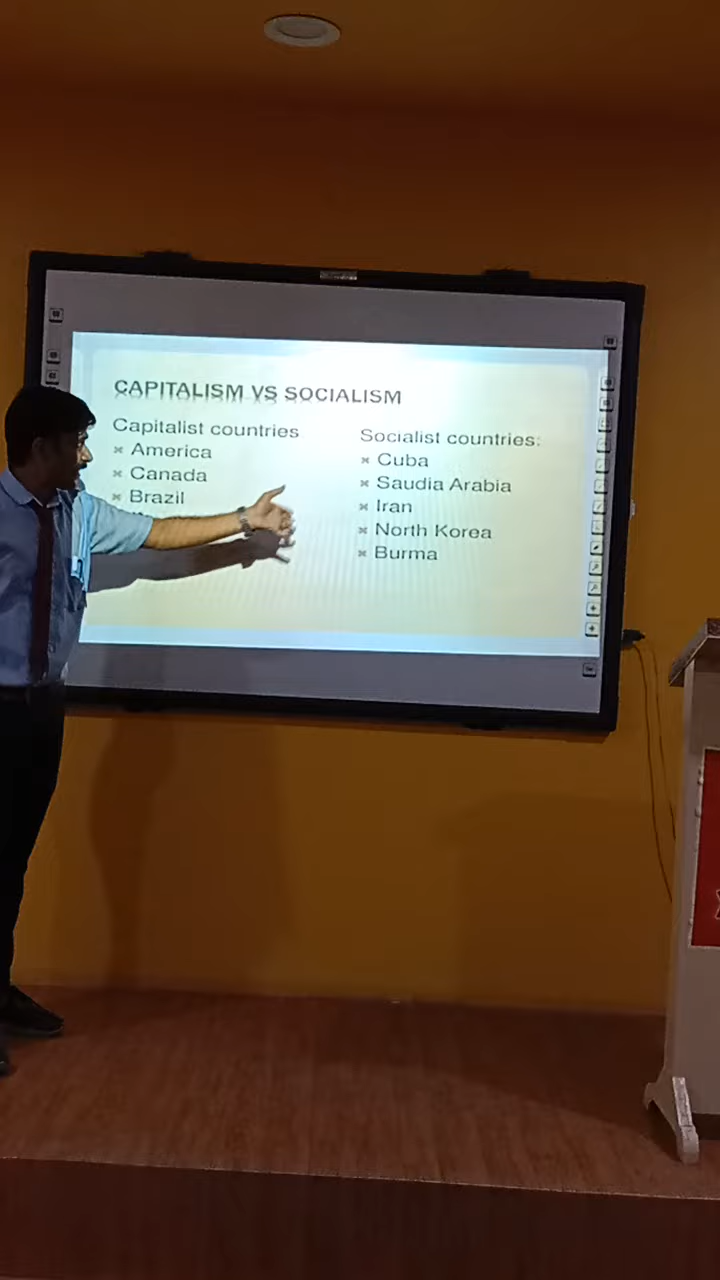 CAPITALISM VS SOCIALISM
Capitalist countries
America
Canada
Brazil
Socialist countries:
Cuba
Saudia Arabia
Iran
North Korea
Burma